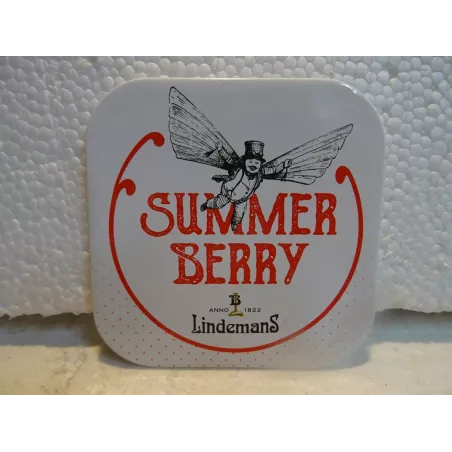 SUMMER
BERRY
ANNO B 1822
LindemanS